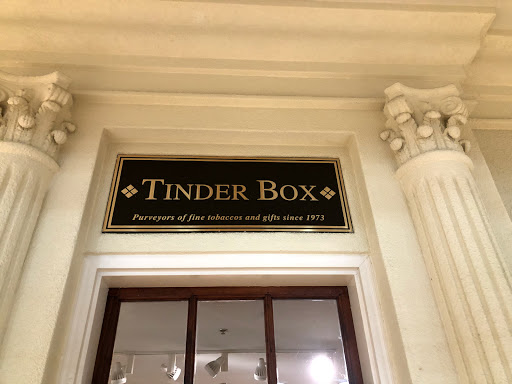 TINDER BOX
Purveyors of fine tobaccos and gifts since 1973